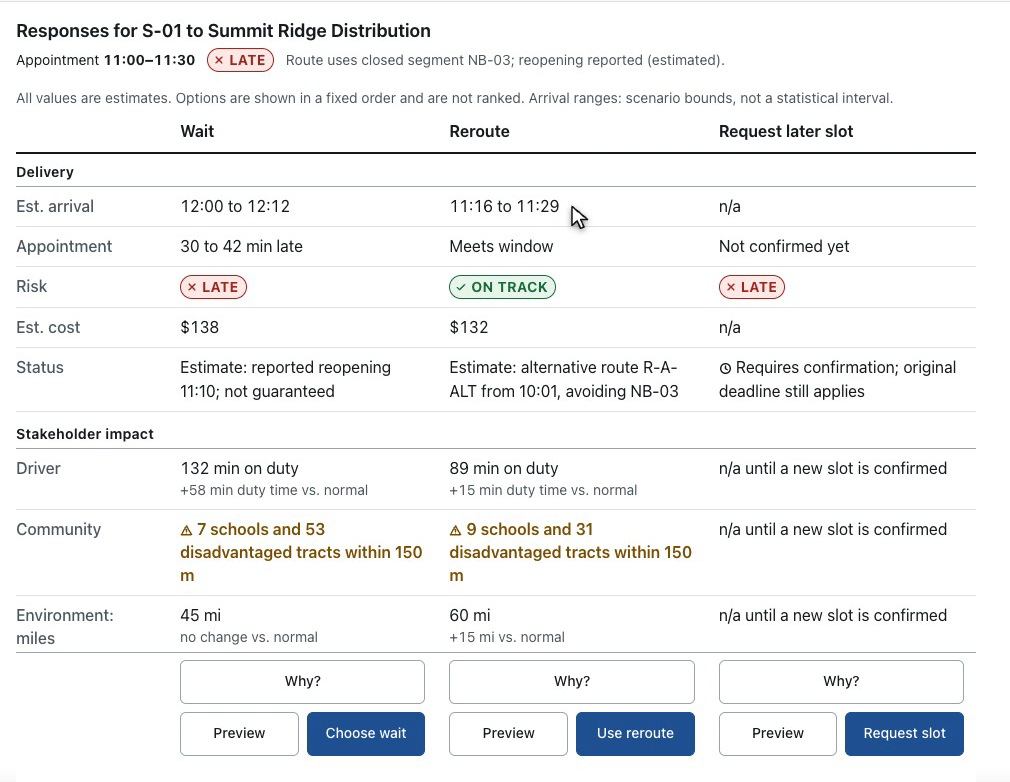 Responses for S-01 to Summit Ridge Distribution
Appointment 11:00–11:30 × LATE Route uses closed segment NB-03; reopening reported (estimated).
All values are estimates. Options are shown in a fixed order and are not ranked. Arrival ranges: scenario bounds, not a statistical interval.
Wait Reroute Request later slot
Delivery
Est. arrival 12:00 to 12:12 11:16 to 11:29 n/a
Appointment 30 to 42 min late Meets window Not confirmed yet
Risk × LATE ✓ ON TRACK × LATE
Est. cost $138 $132 n/a
Status Estimate: reported reopening Estimate: alternative route R-A- Requires confirmation; original
11:10; not guaranteed ALT from 10:01, avoiding NB-03 deadline still applies
Stakeholder impact
Driver 132 min on duty 89 min on duty n/a until a new slot is confirmed
+58 min duty time vs. normal +15 min duty time vs. normal
Community ⚠ 7 schools and 53 ⚠ 9 schools and 31 n/a until a new slot is confirmed
disadvantaged tracts within 150 disadvantaged tracts within 150
m m
Environment: 45 mi 60 mi n/a until a new slot is confirmed
miles no change vs. normal +15 mi vs. normal
Why? Why? Why?
Preview Choose wait Preview Use reroute Preview Request slot